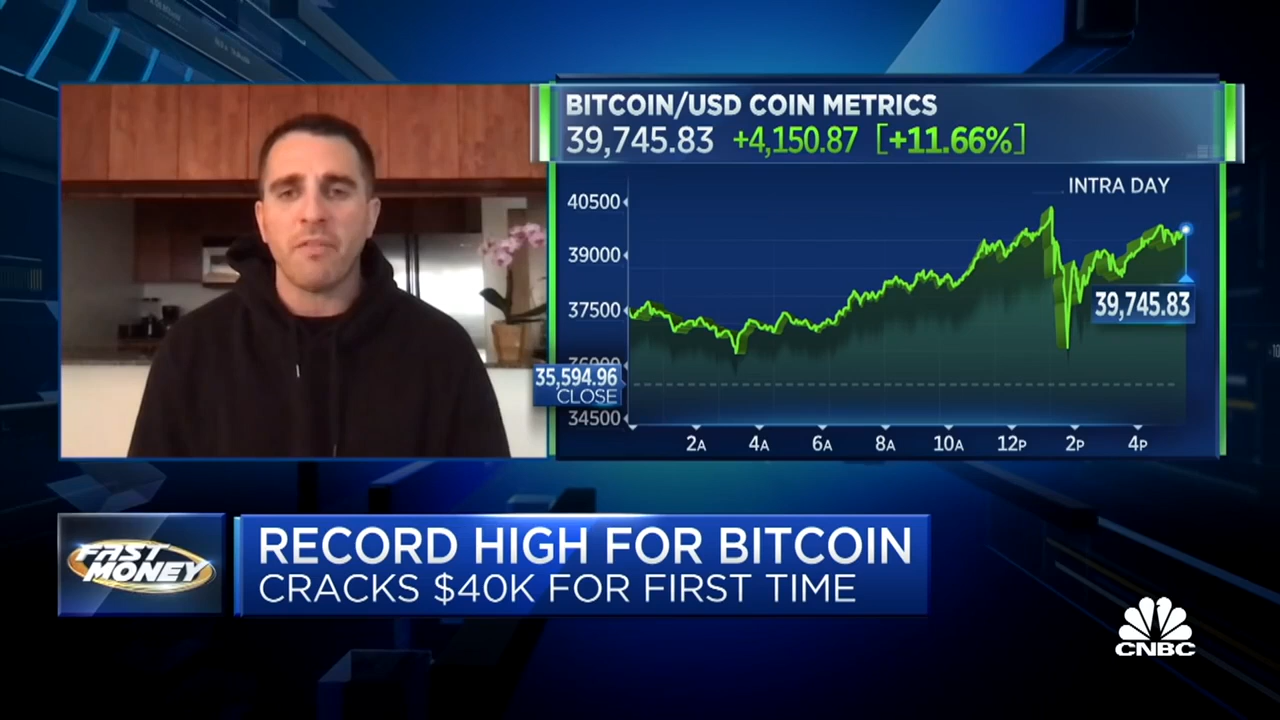 BITCOIN/USD COIN METRICS
39,745.83 +4,150.87 [+11.66%]
INTRA DAY
40500
39000
37500
36000
34500
35,594.96
CLOSE
39,745.83
2A 4A 6A 8A 10A 12P 2P 4P
FAST
MONEY
RECORD HIGH FOR BITCOIN
CRACKS $40K FOR FIRST TIME
CNBC